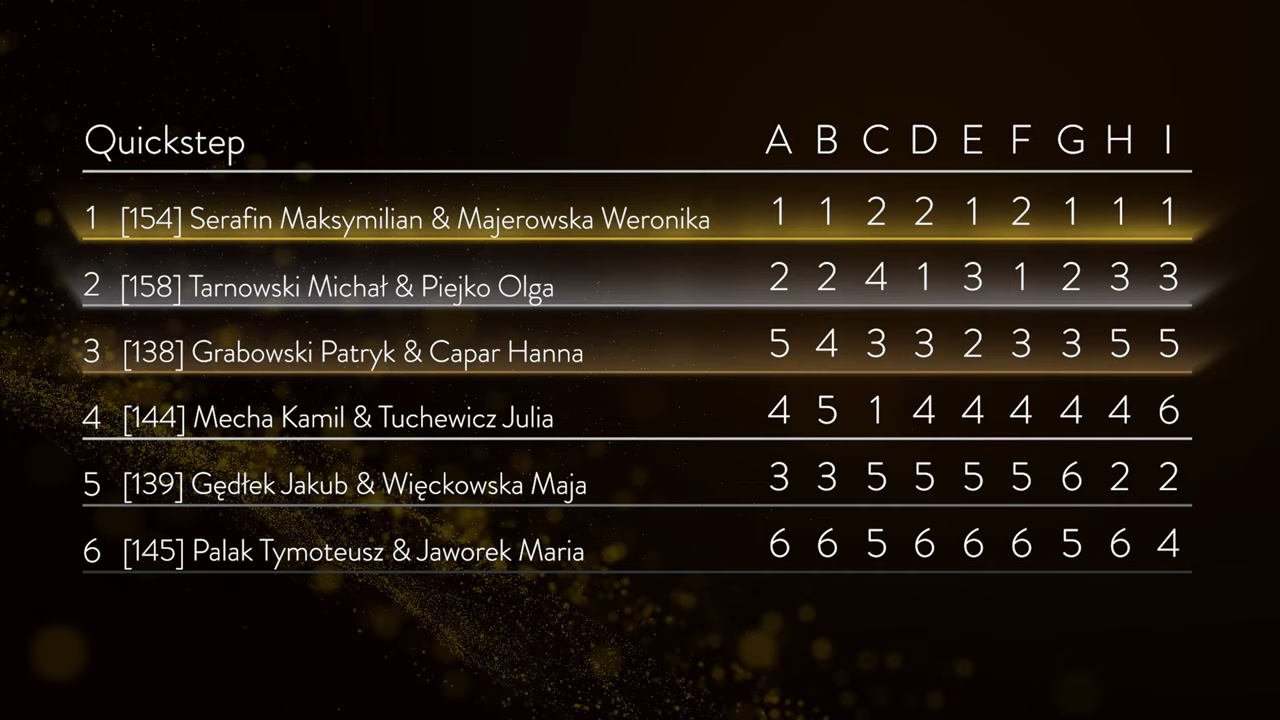 Quickstep A B C D E F G H I
1 [154] Serafin Maksymilian & Majerowska Weronika 1 1 2 2 1 2 1 1 1
2 [158] Tarnowski Michał & Piejko Olga 2 2 4 1 3 1 2 3 3
3 [138] Grabowski Patryk & Capar Hanna 5 4 3 3 2 3 3 5 5
4 [144] Mecha Kamil & Tuchewicz Julia 4 5 1 4 4 4 4 4 6
5 [139] Gędłek Jakub & Więckowska Maja 3 3 5 5 5 5 6 2 2
6 [145] Palak Tymoteusz & Jaworek Maria 6 6 5 6 6 6 5 6 4